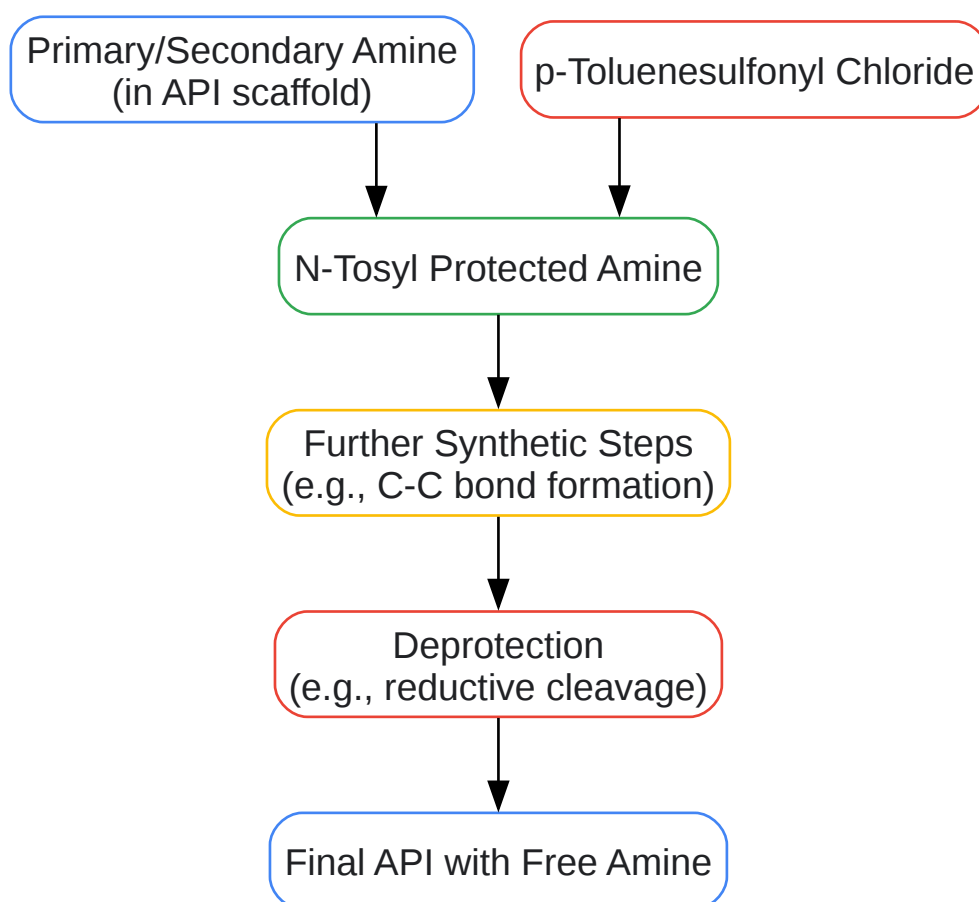 Primary/Secondary Amine
(in API scaffold)
p-Toluenesulfonyl Chloride
N-Tosyl Protected Amine
Further Synthetic Steps
(e.g., C-C bond formation)
Deprotection
(e.g., reductive cleavage)
Final API with Free Amine